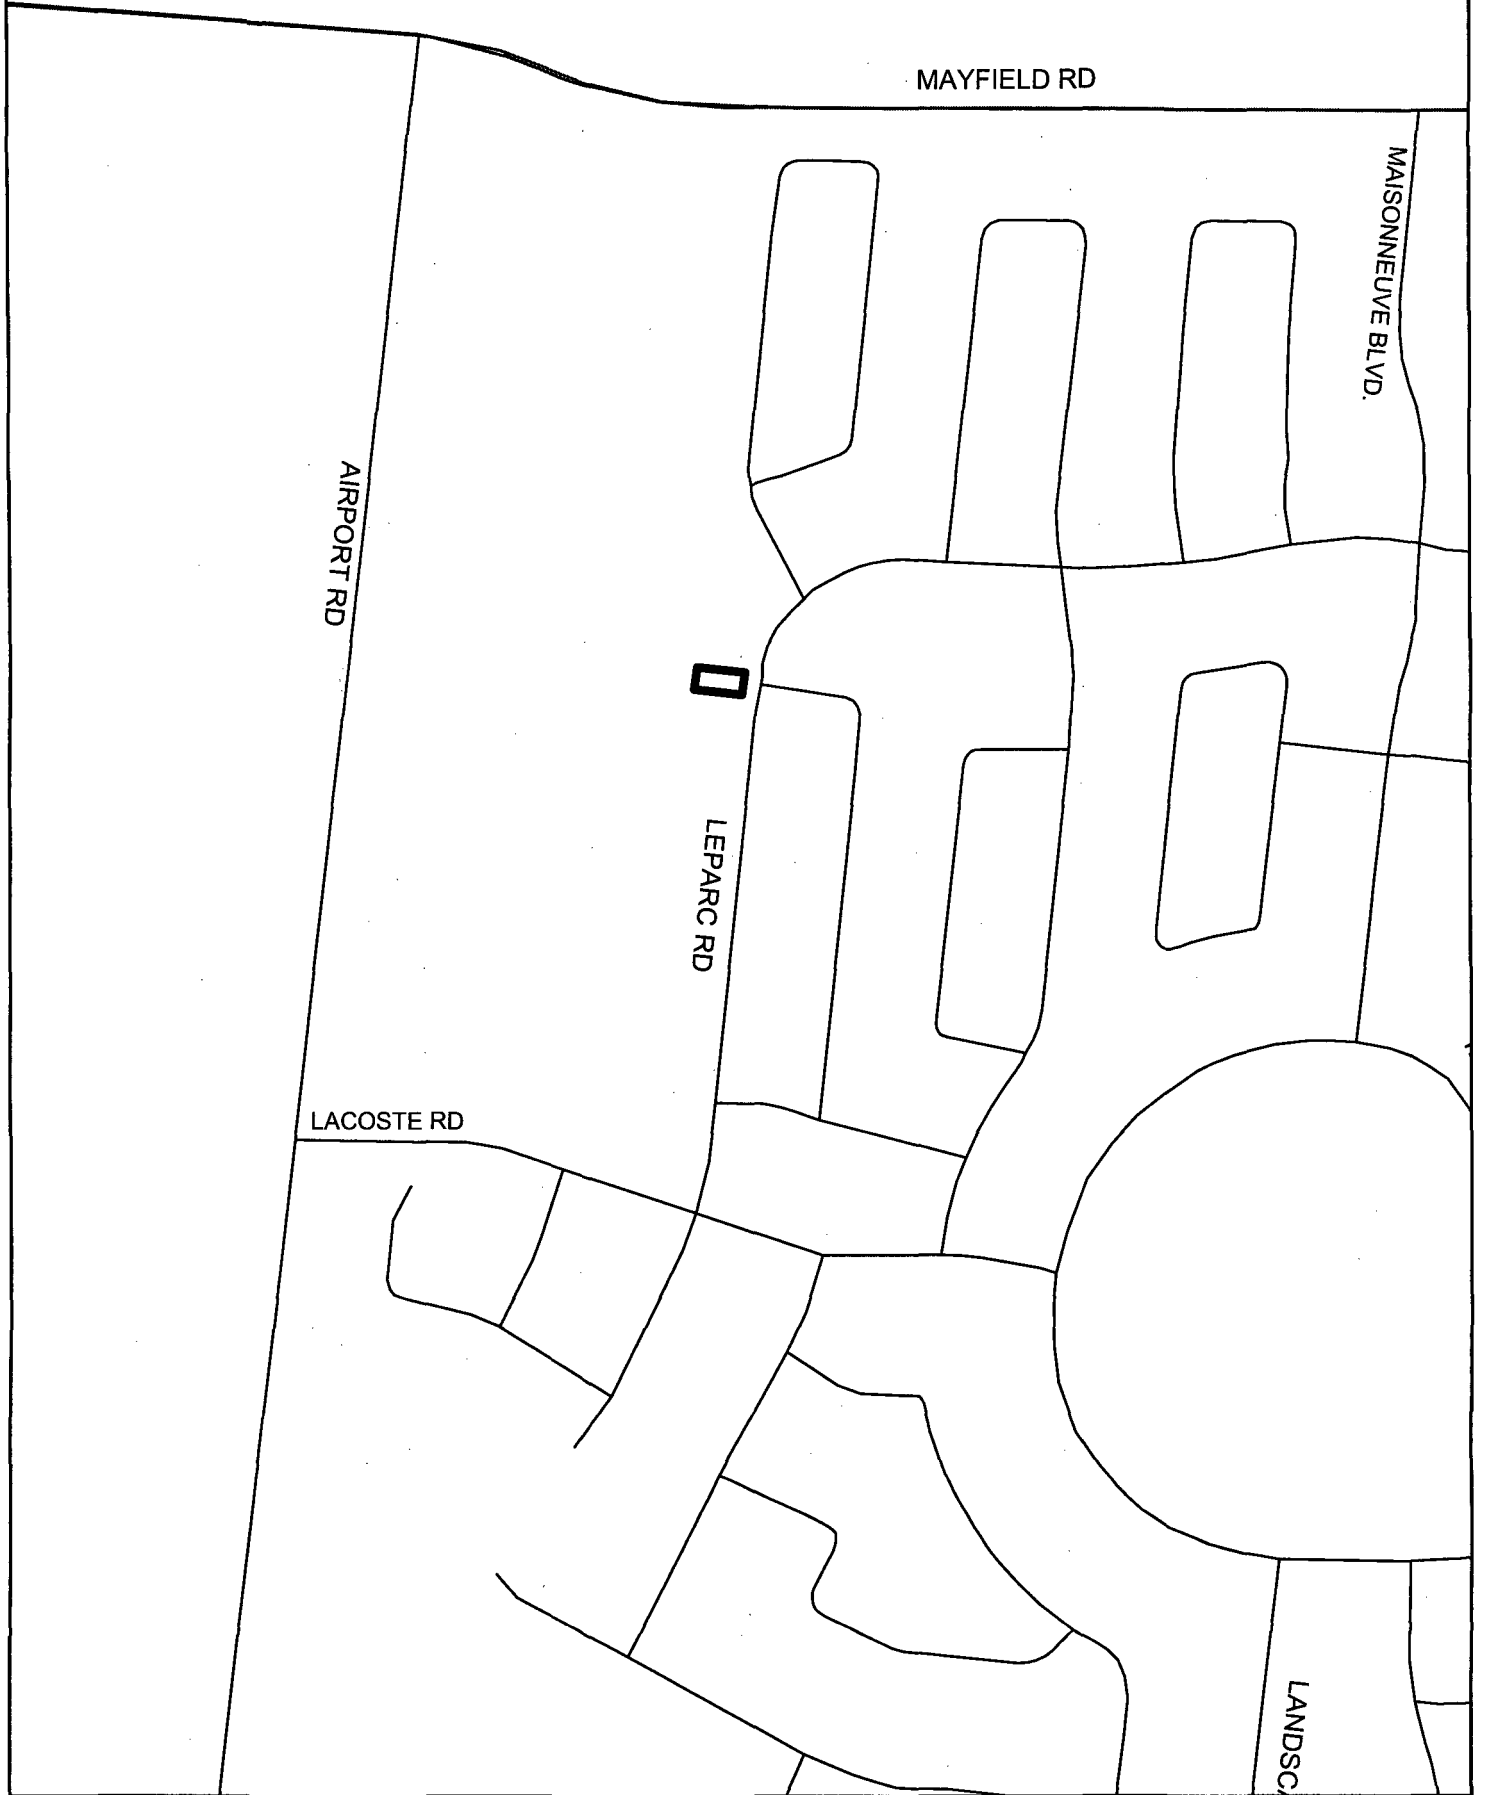 MAYFIELD RD
MAISONNEUVE BLVD.
AIRPORT RD
LEPARC RD
LACOSTE RD
LANDSC